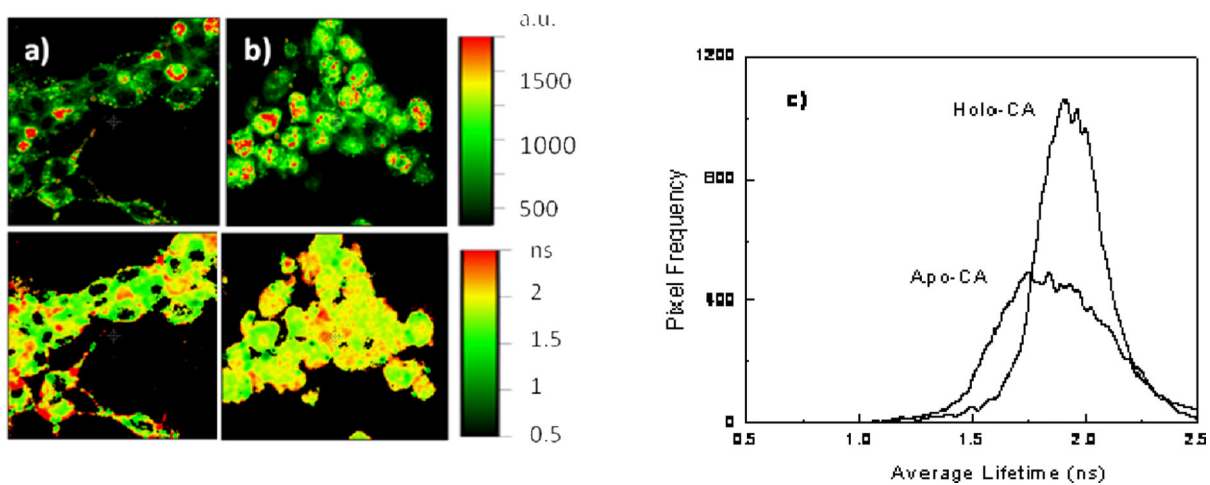 a)
b)
a.u.
1500
1000
500
ns
2
1.5
1
0.5
c)
Holo-CA
Apo-CA
Pixel Frequency
1200
800
400
0
0.5
1.0
1.5
2.0
2.5
Average Lifetime (ns)